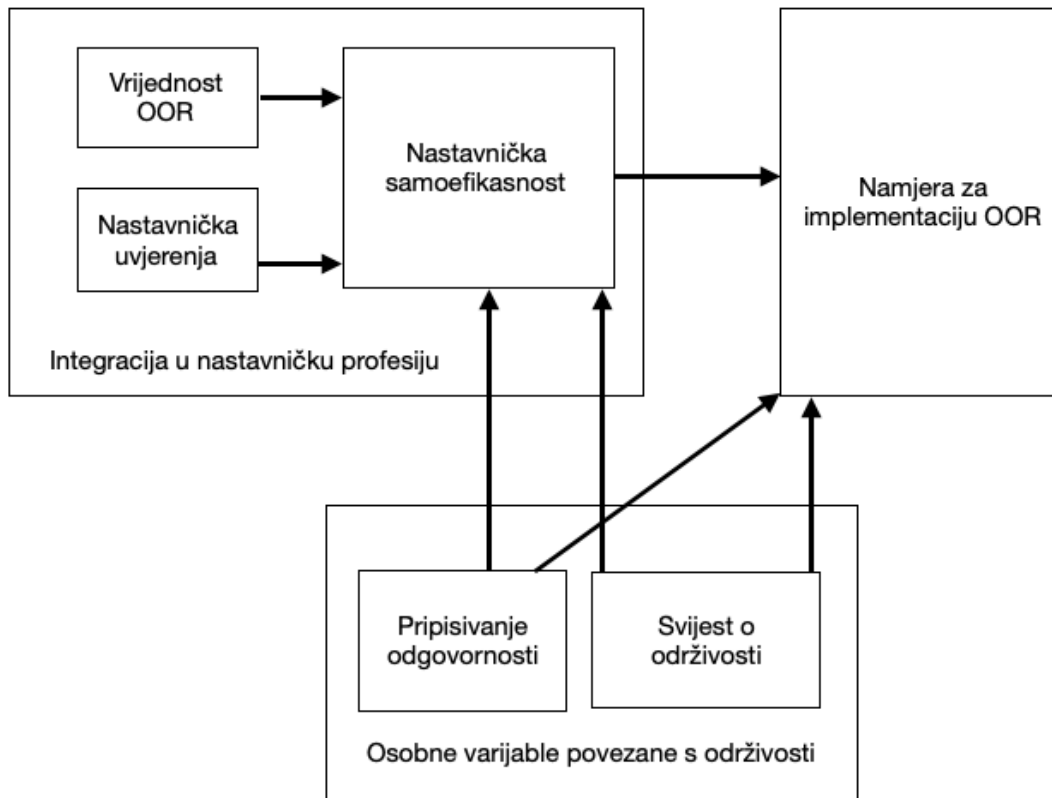 Vrijednost
OOR
Nastavnička
samoefikasnost
Namjera za
implementaciju OOR
Nastavnička
uvjerenja
Integracija u nastavničku profesiju
Pripisivanje
odgovornosti
Svijest o
održivosti
Osobne varijable povezane s održivosti